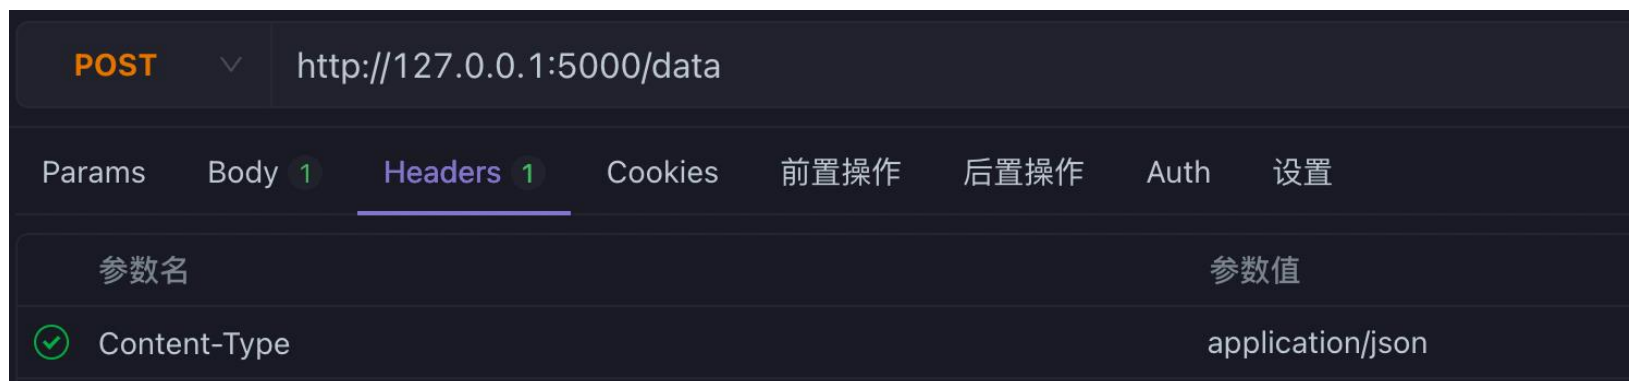 POST http://127.0.0.1:5000/data
Params Body 1 Headers 1 Cookies 前置操作 后置操作 Auth 设置
参数名 参数值
Content-Type application/json